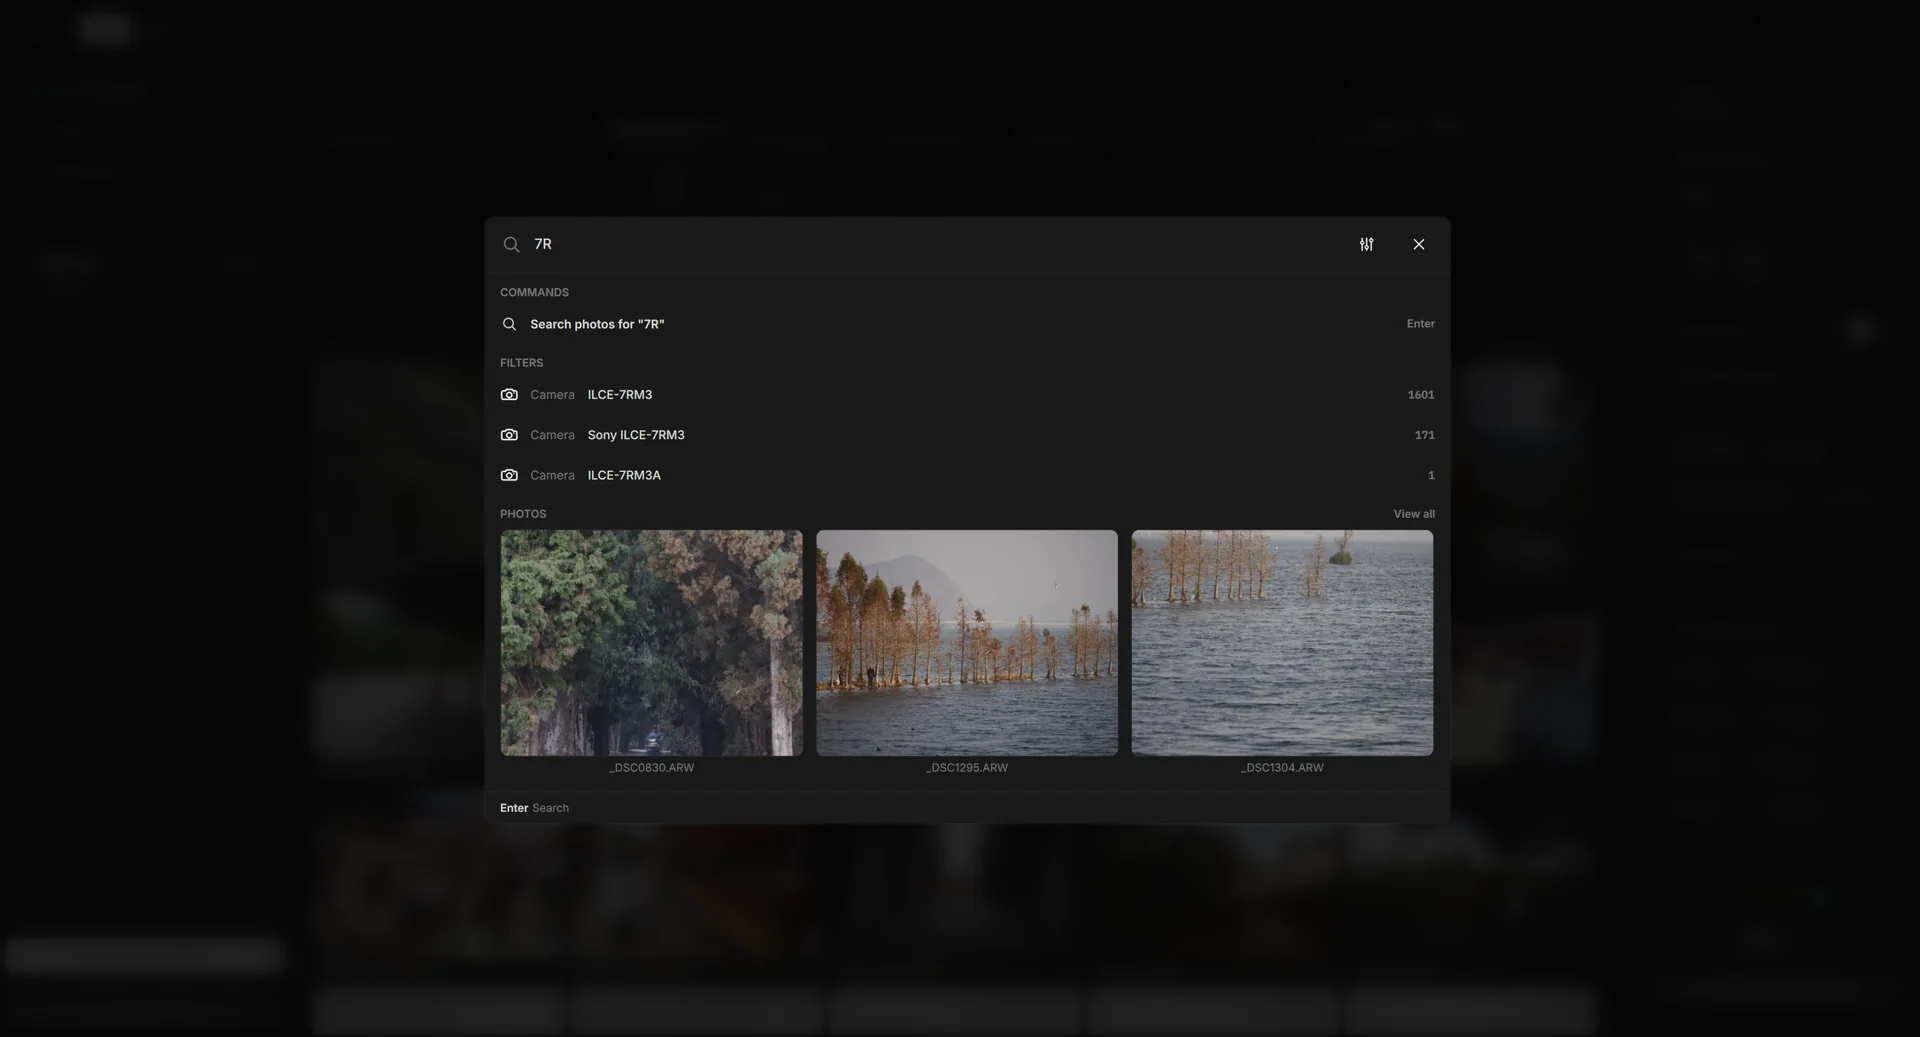 7R
COMMANDS
Search photos for "7R" Enter
FILTERS
Camera ILCE-7RM3 1601
Camera Sony ILCE-7RM3 171
Camera ILCE-7RM3A 1
PHOTOS View all
_DSC0830.ARW _DSC1295.ARW _DSC1304.ARW
Enter Search